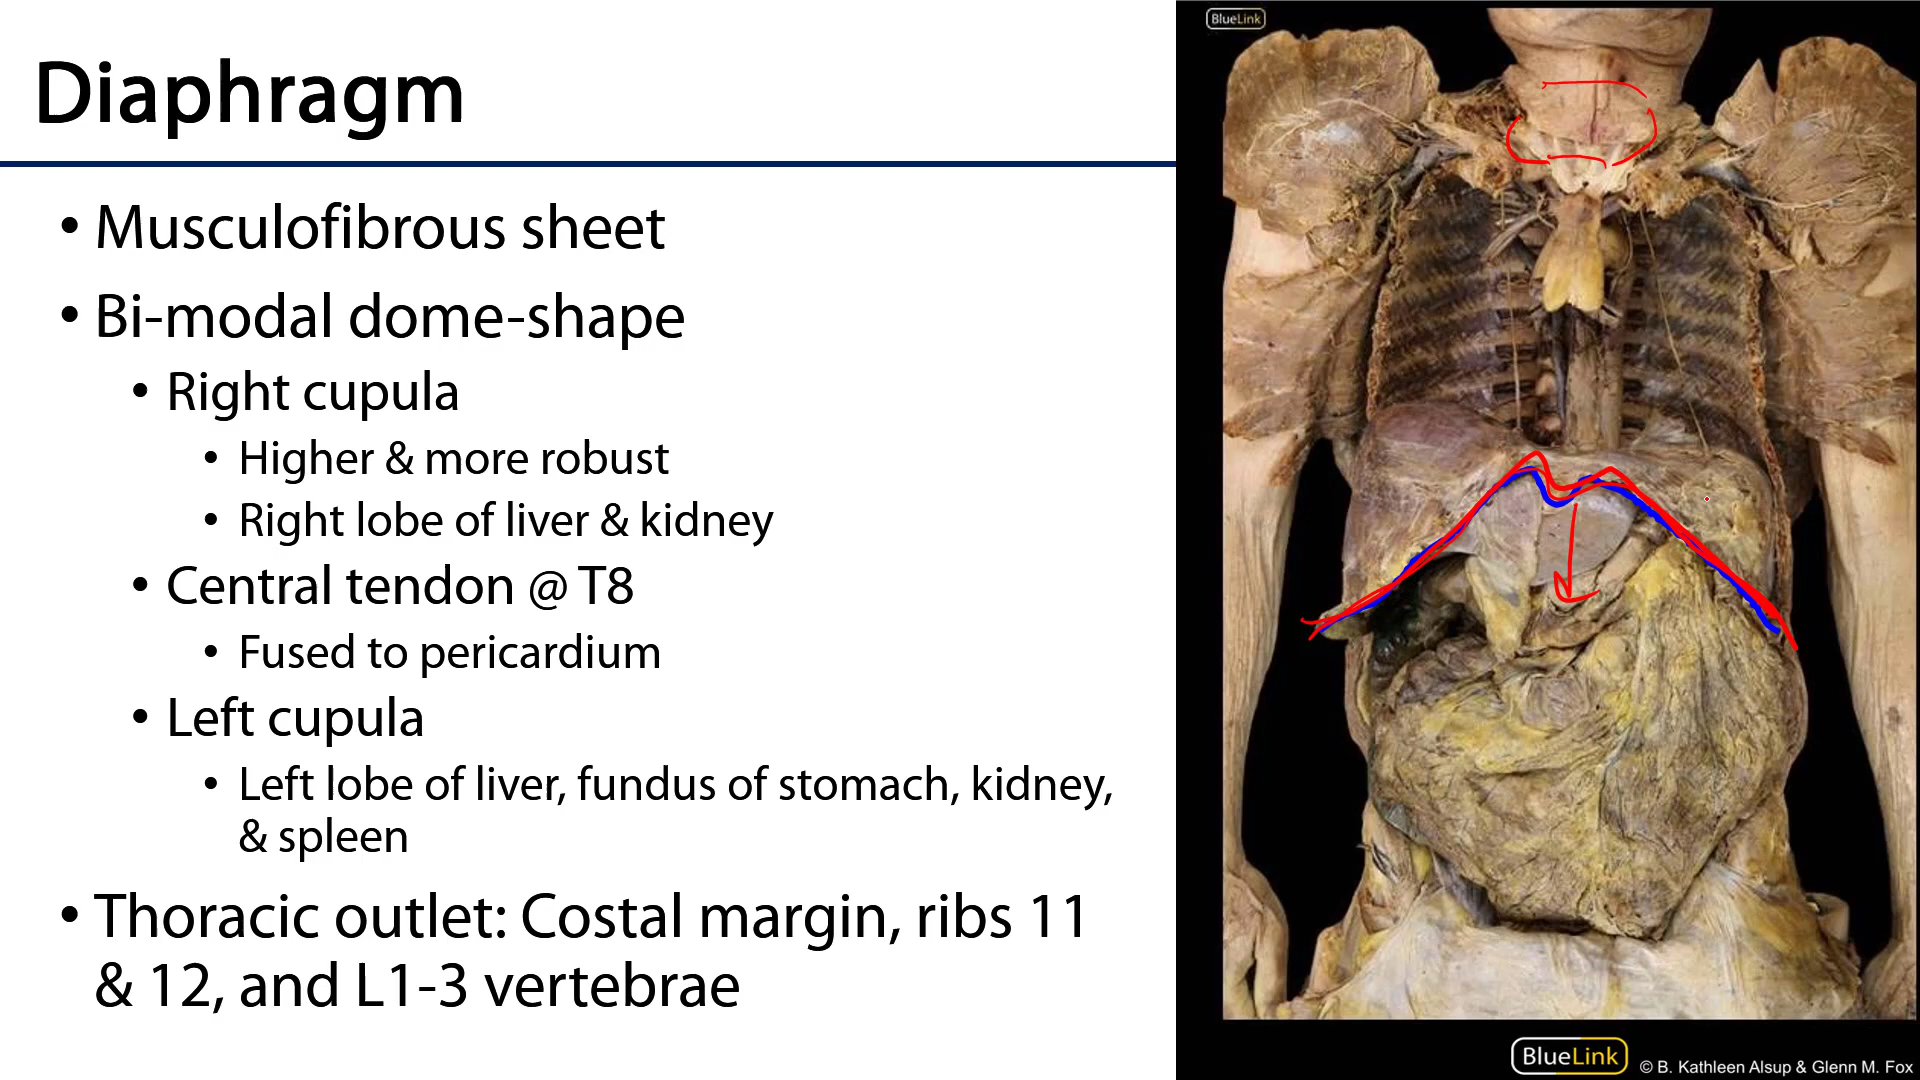 Diaphragm
• Musculofibrous sheet
• Bi-modal dome-shape
• Right cupula
• Higher & more robust
• Right lobe of liver & kidney
• Central tendon @ T8
• Fused to pericardium
• Left cupula
• Left lobe of liver, fundus of stomach, kidney,
& spleen
• Thoracic outlet: Costal margin, ribs 11
& 12, and L1-3 vertebrae
BlueLink
BlueLink
© B. Kathleen Alsup & Glenn M. Fox